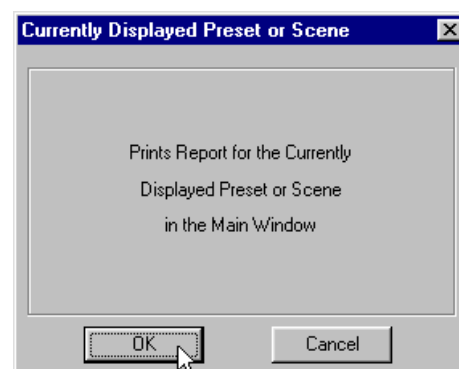 Currently Displayed Preset or Scene
Prints Report for the Currently
Displayed Preset or Scene
in the Main Window
OK
Cancel